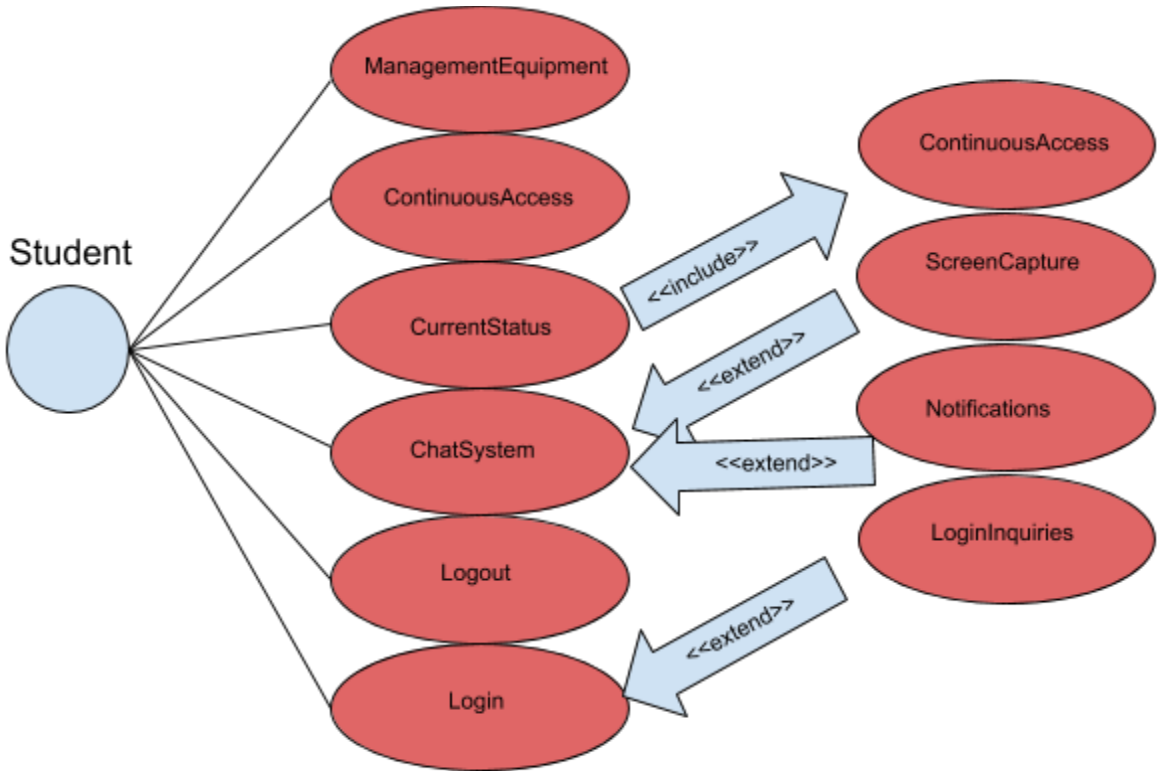 Student
ManagementEquipment
ContinuousAccess
CurrentStatus
ChatSystem
Logout
Login
<<include>>
<<extend>>
<<extend>>
<<extend>>
ContinuousAccess
ScreenCapture
Notifications
LoginInquiries